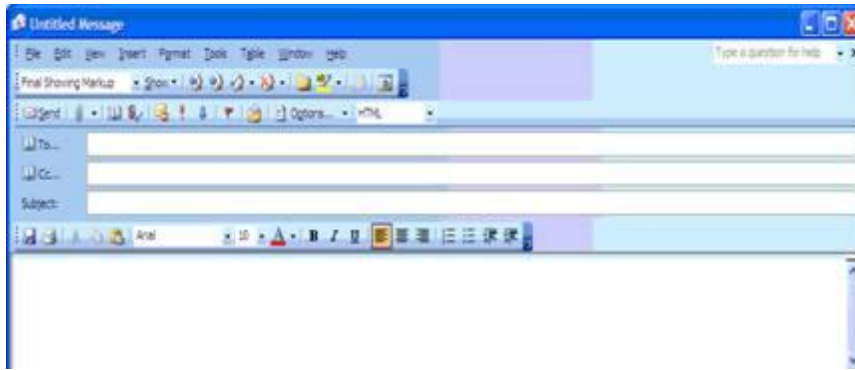 Untitled Message
File Edit View Insert Format Tools Table Window Help Type a question for help
Final Showing Markup Show
Send Options... HTML
To...
Cc...
Subject:
Arial 10 A B I U